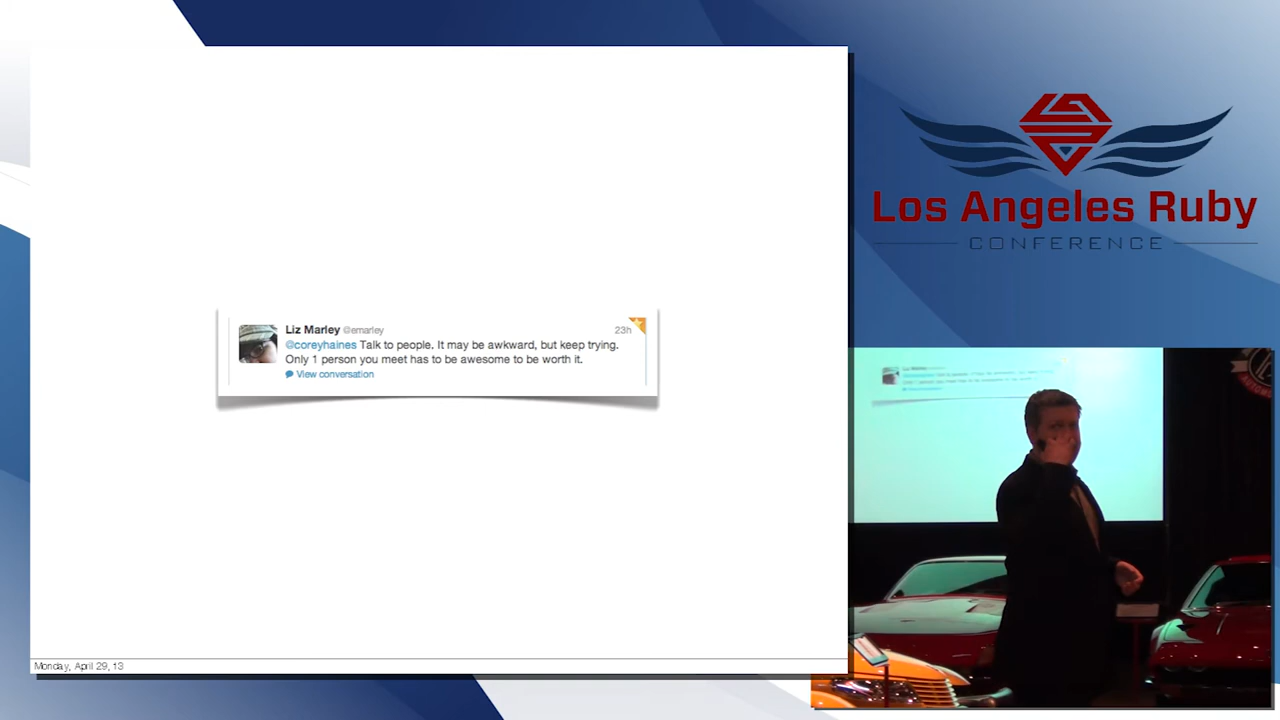 Liz Marley @emarley 23h
@coreyhaines Talk to people. It may be awkward, but keep trying.
Only 1 person you meet has to be awesome to be worth it.
View conversation
Monday, April 29, 13
Los Angeles Ruby
CONFERENCE